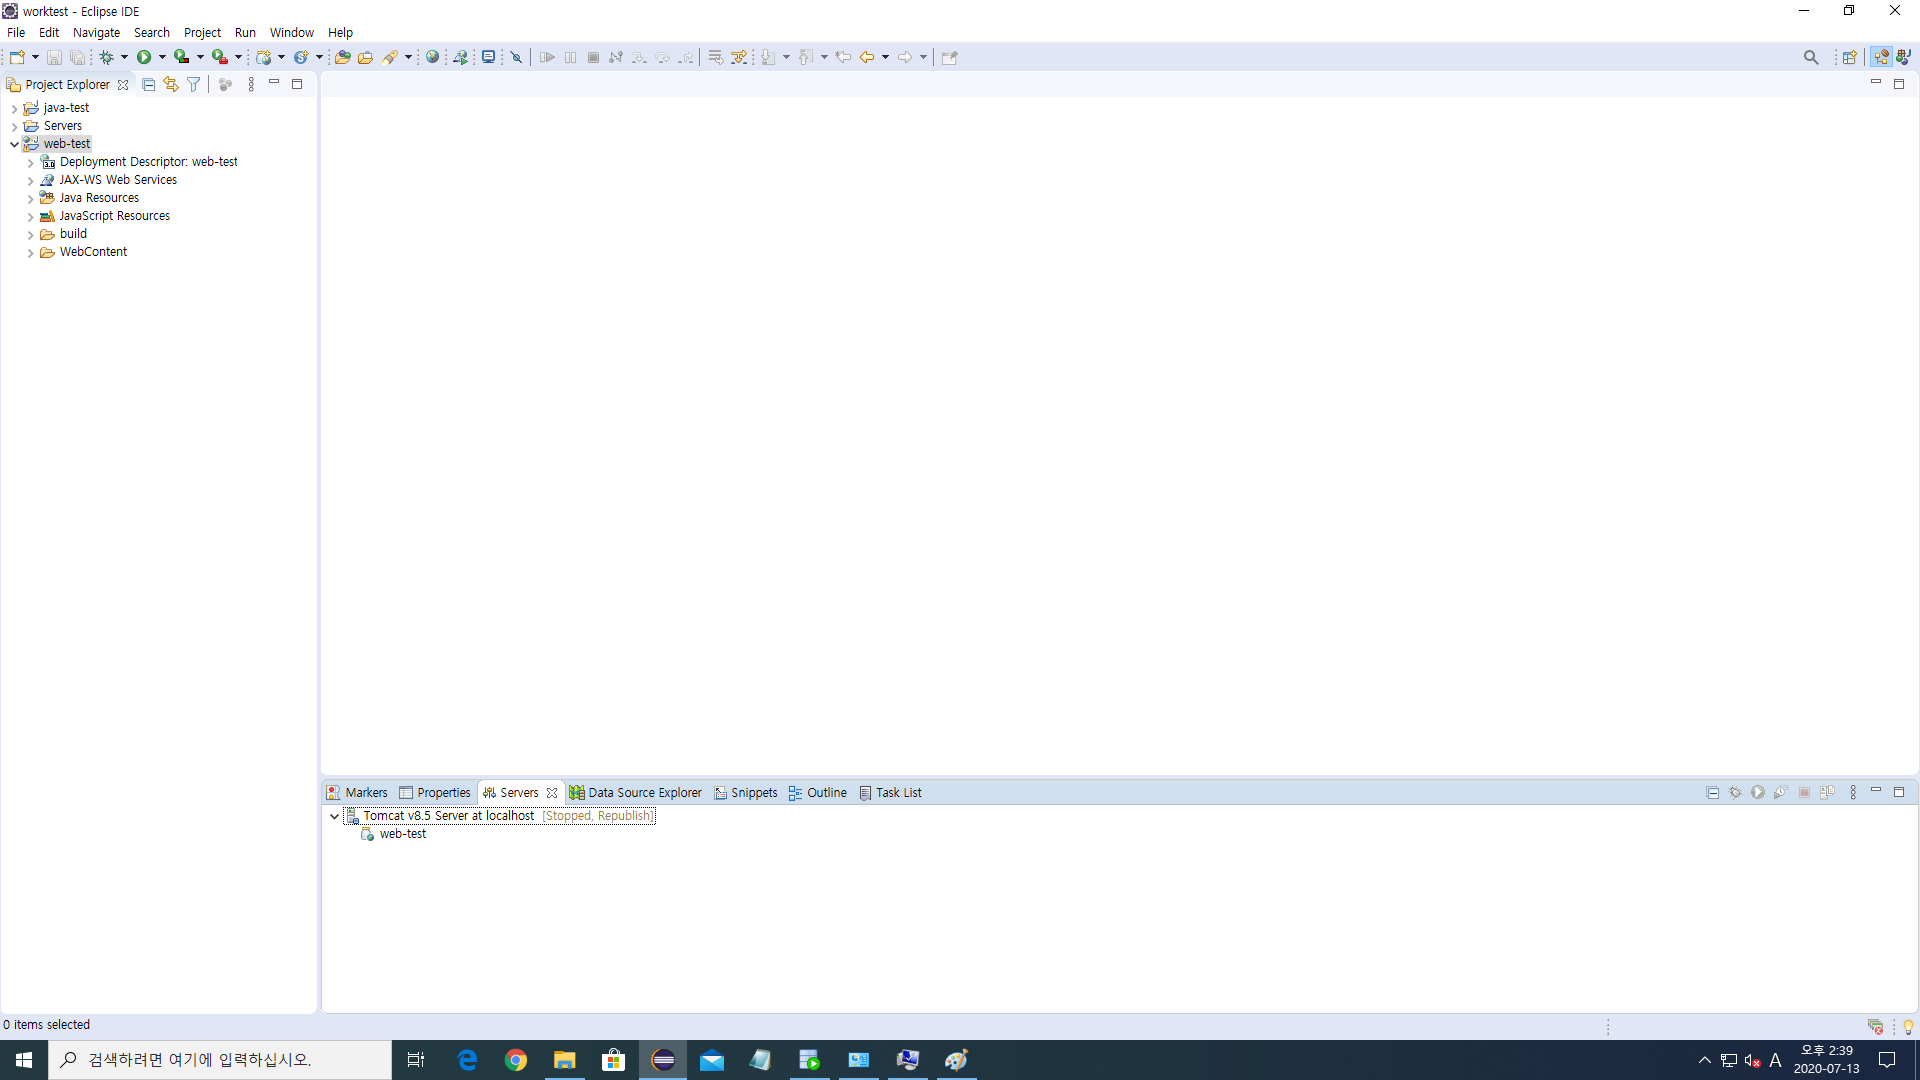 worktest - Eclipse IDE
File Edit Navigate Search Project Run Window Help
Project Explorer
java-test
Servers
web-test
Deployment Descriptor: web-test
JAX-WS Web Services
Java Resources
JavaScript Resources
build
WebContent
Markers Properties Servers Data Source Explorer Snippets Outline Task List
Tomcat v8.5 Server at localhost [Stopped, Republish]
web-test
0 items selected
검색하려면 여기에 입력하십시오.
A
오후 2:39
2020-07-13